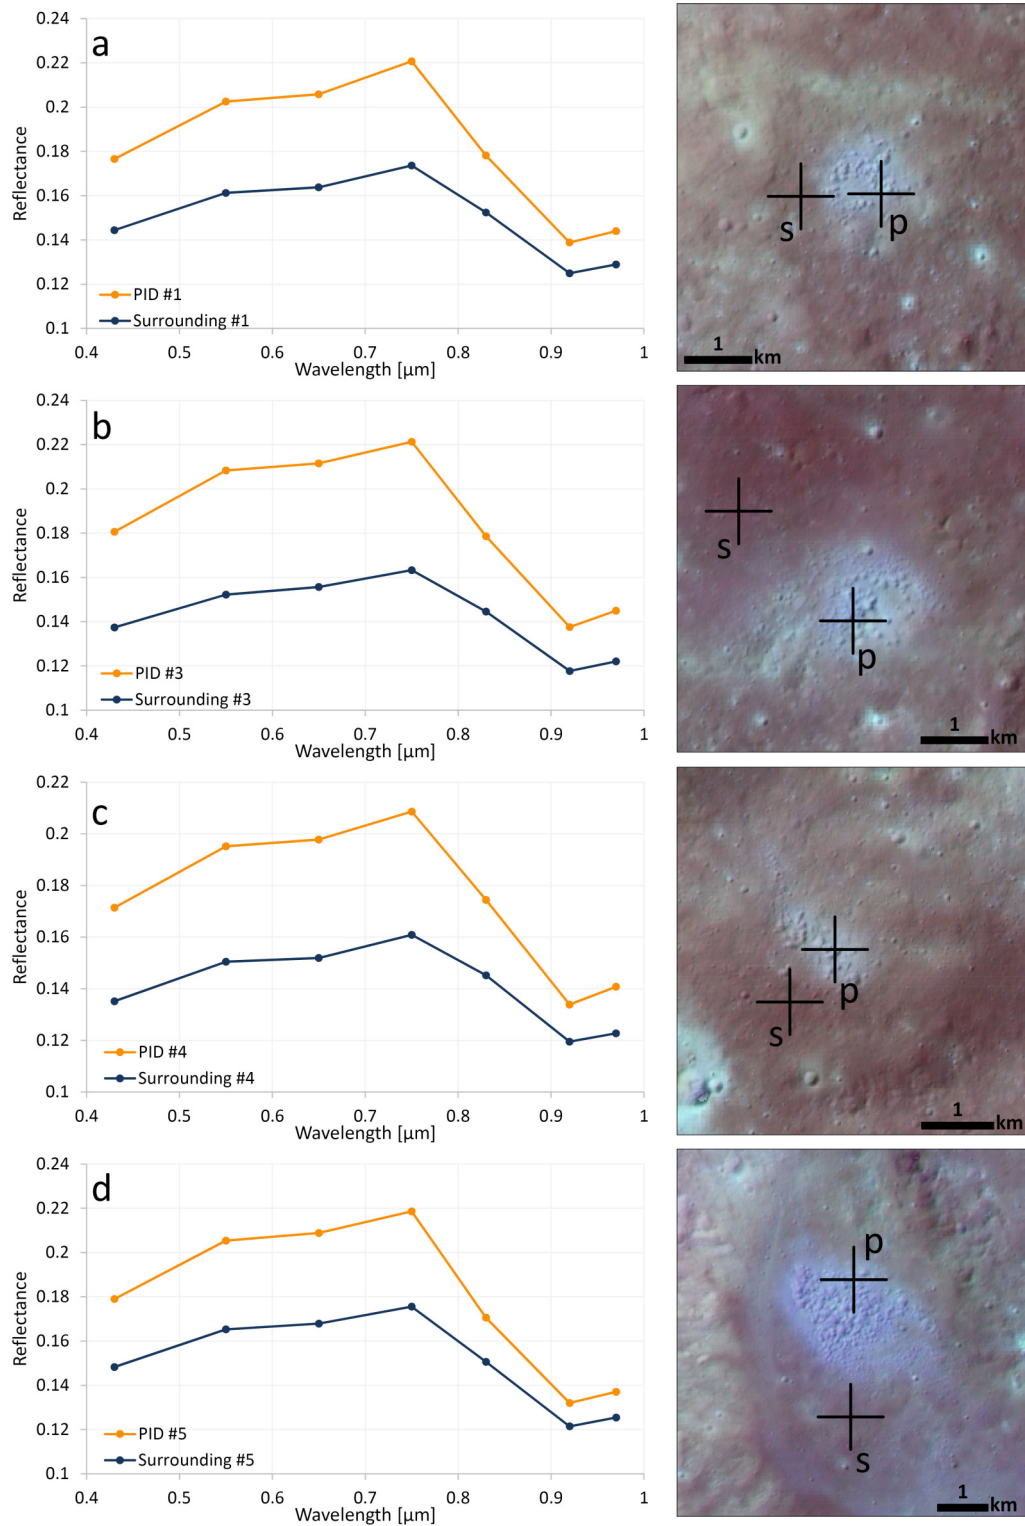 a
0.24
0.22
0.2
0.18
0.16
0.14
0.12
0.1
Reflectance
PID #1
Surrounding #1
0.4 0.5 0.6 0.7 0.8 0.9 1
Wavelength [µm]
s p
1
km
b
0.24
0.22
0.2
0.18
0.16
0.14
0.12
0.1
Reflectance
PID #3
Surrounding #3
0.4 0.5 0.6 0.7 0.8 0.9 1
Wavelength [µm]
s
p
1
km
c
0.22
0.2
0.18
0.16
0.14
0.12
0.1
Reflectance
PID #4
Surrounding #4
0.4 0.5 0.6 0.7 0.8 0.9 1
Wavelength [µm]
p
s
1
km
d
0.24
0.22
0.2
0.18
0.16
0.14
0.12
0.1
Reflectance
PID #5
Surrounding #5
0.4 0.5 0.6 0.7 0.8 0.9 1
Wavelength [µm]
p
s
1
km